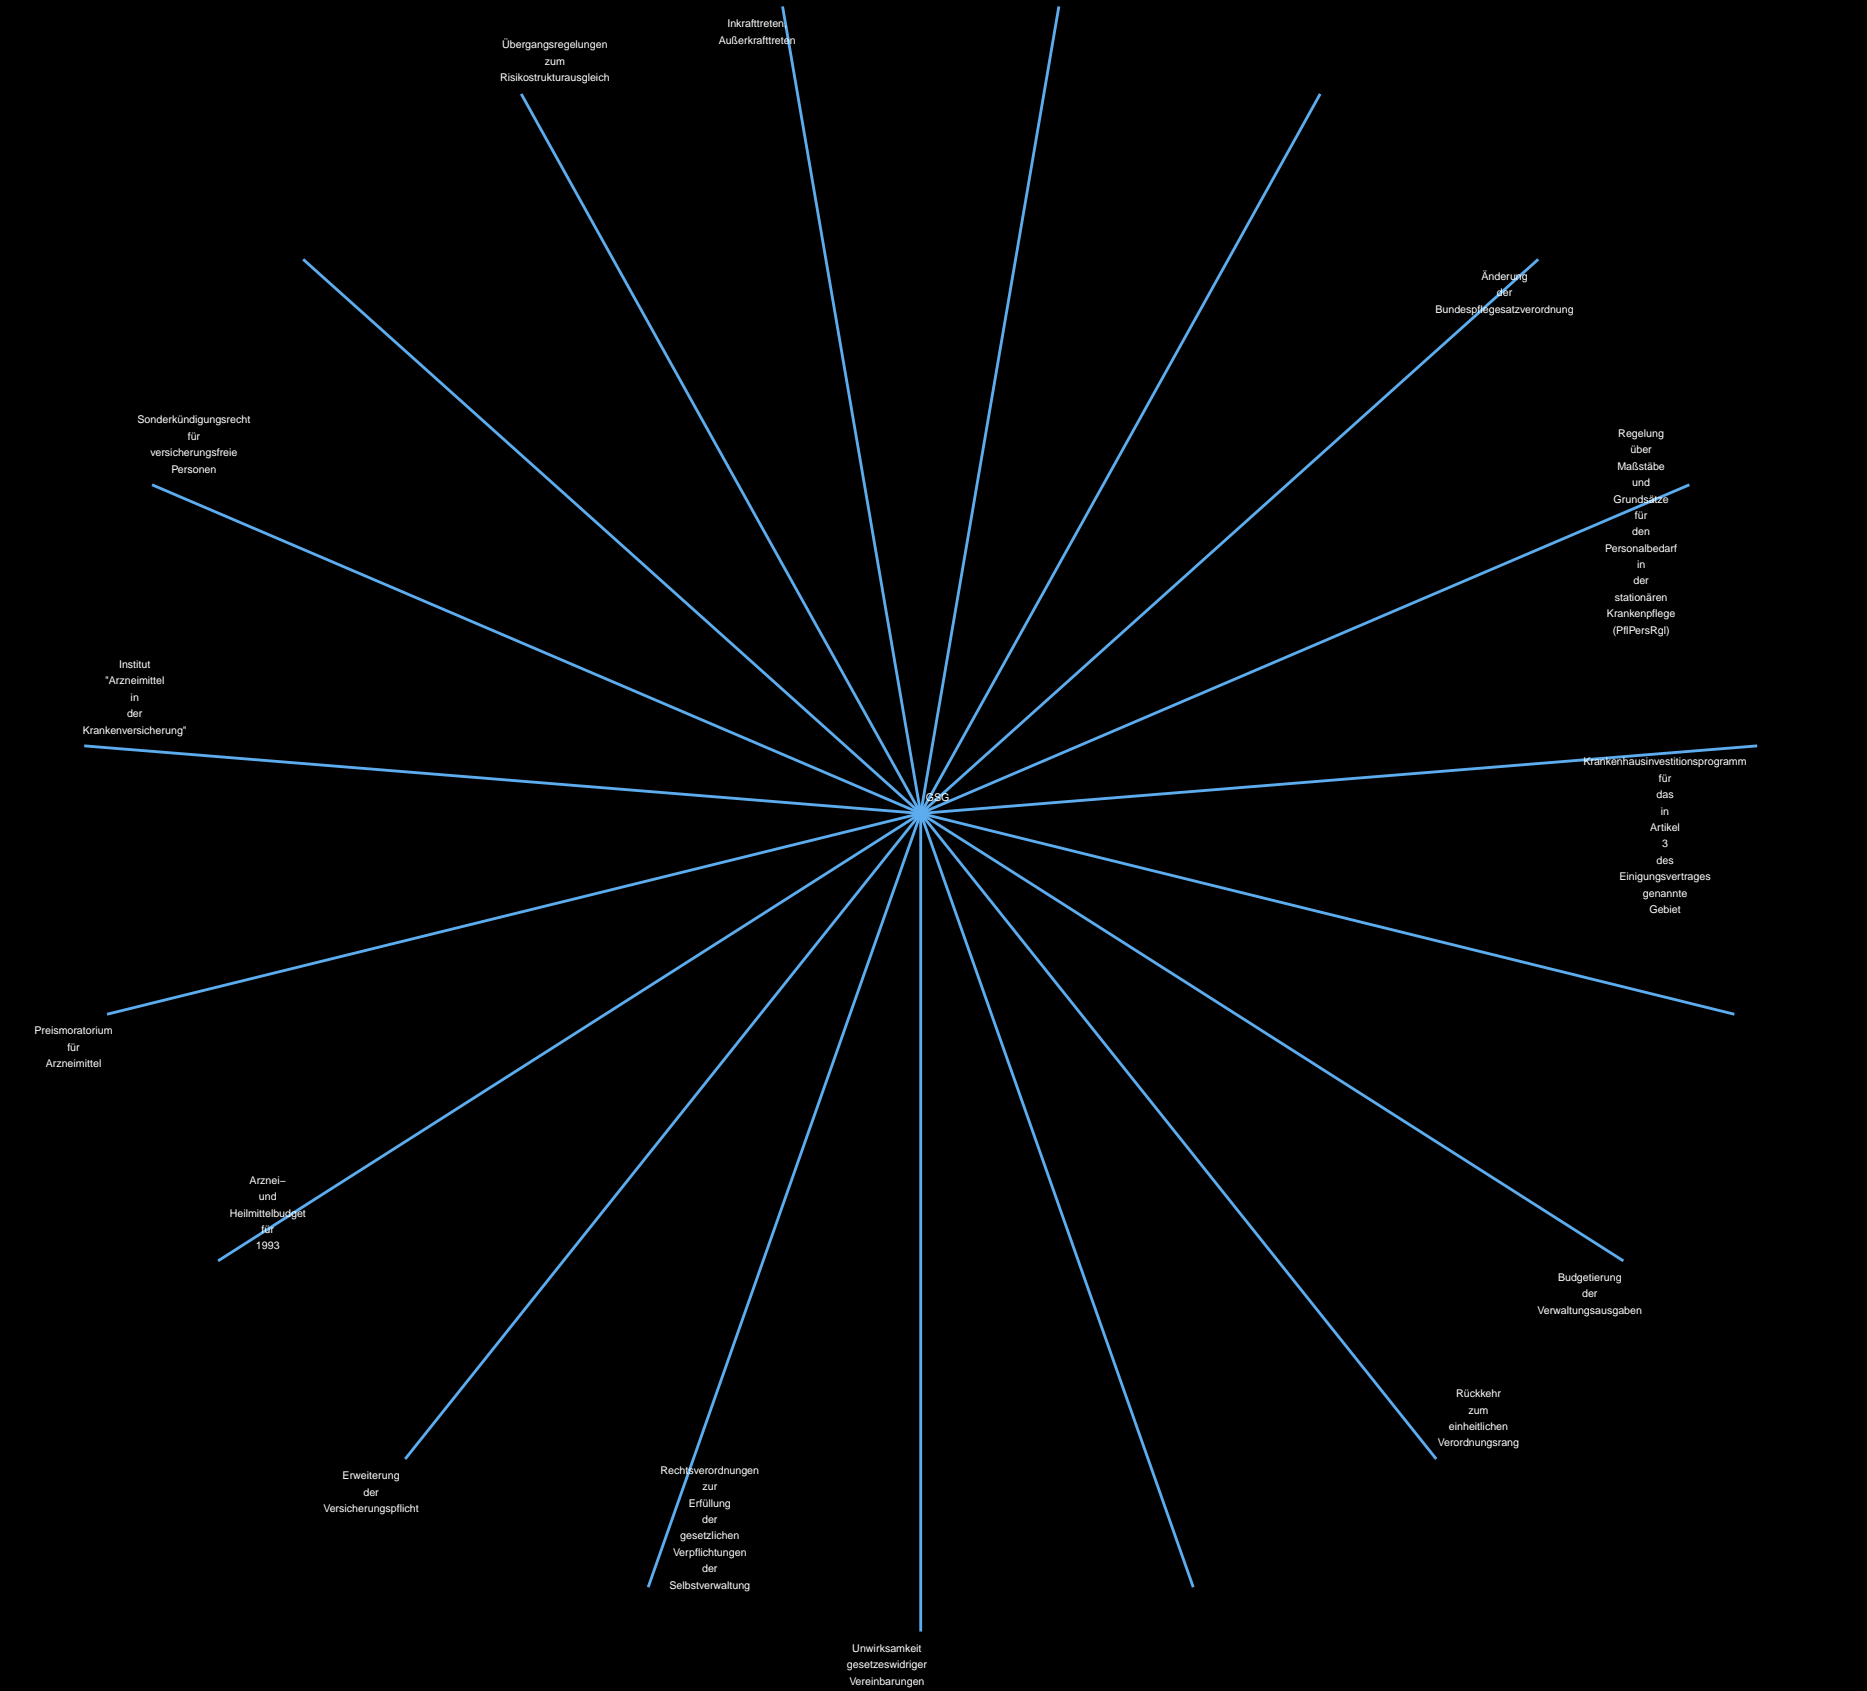 Inkrafttreten,
Außerkrafttreten
Übergangsregelungen
zum
Risikostrukturausgleich
Änderung
der
Bundespflegesatzverordnung
Sonderkündigungsrecht
für
versicherungsfreie
Personen
Regelung
über
Maßstäbe
und
Grundsätze
für
den
Personalbedarf
in
der
stationären
Krankenpflege
(PflPersRgl)
Institut
"Arzneimittel
in
der
Krankenversicherung"
Krankenhausinvestitionsprogramm
für
das
in
Artikel
3
des
Einigungsvertrages
genannte
Gebiet
GSG
Preismoratorium
für
Arzneimittel
Arznei–
und
Heilmittelbudget
für
1993
Budgetierung
der
Verwaltungsausgaben
Rückkehr
zum
einheitlichen
Verordnungsrang
Erweiterung
der
Versicherungspflicht
Rechtsverordnungen
zur
Erfüllung
der
gesetzlichen
Verpflichtungen
der
Selbstverwaltung
Unwirksamkeit
gesetzeswidriger
Vereinbarungen